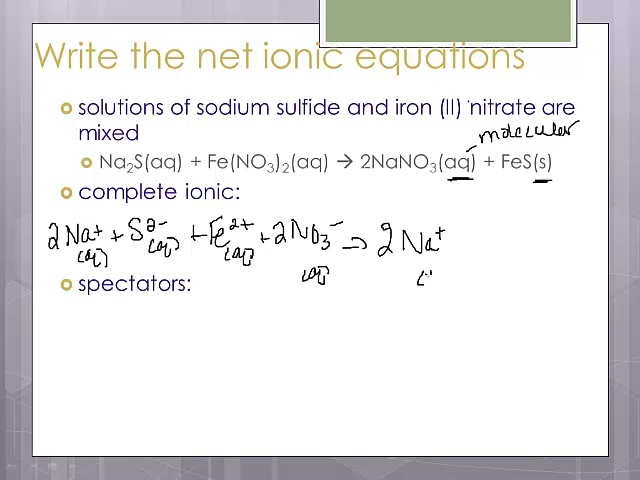 Write the net ionic equations
solutions of sodium sulfide and iron (II) nitrate are
mixed
molecular
Na₂S(aq) + Fe(NO₃)₂(aq) → 2NaNO₃(aq) + FeS(s)
complete ionic:
2Na⁺(aq) + S²⁻(aq) + Fe²⁺(aq) + 2NO₃⁻(aq) ⇒ 2Na⁺(
spectators: